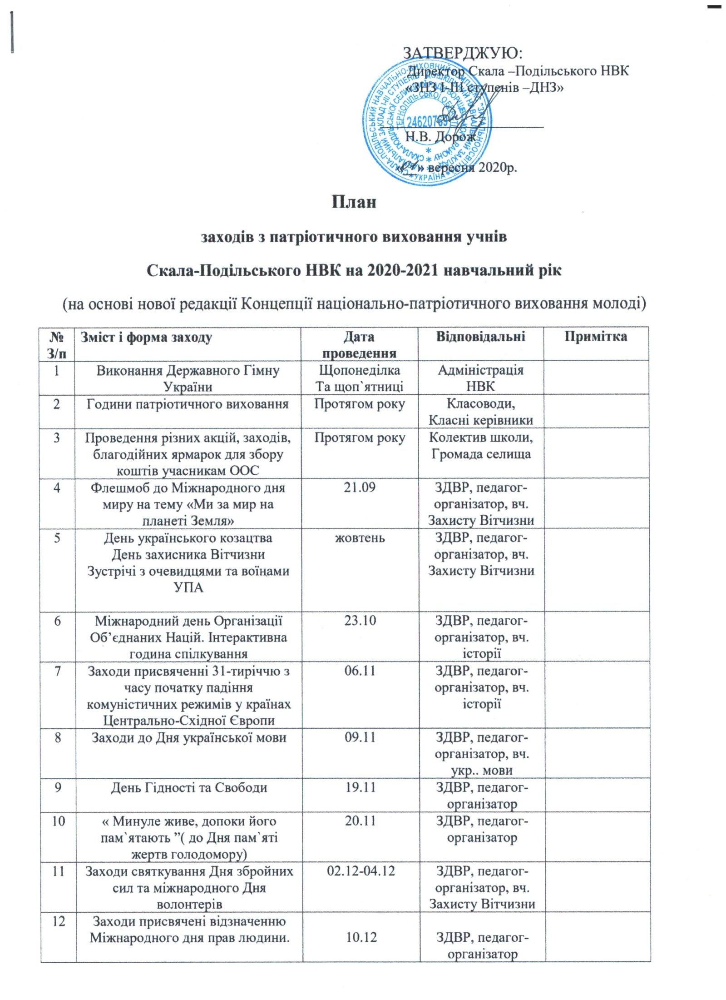 ЗАТВЕРДЖУЮ:
Директор Скала –Подільського НВК
«ЗНЗ І-ІІІ ступенів –ДНЗ»
24620769
Н.В. Дорож
«01» вересня 2020р.
План
заходів з патріотичного виховання учнів
Скала-Подільського НВК на 2020-2021 навчальний рік
(на основі нової редакції Концепції національно-патріотичного виховання молоді)
№ Зміст і форма заходу Дата Відповідальні Примітка
З/п проведення
1 Виконання Державного Гімну Щопонеділка Адміністрація
України Та щоп`ятниці НВК
2 Години патріотичного виховання Протягом року Класоводи,
Класні керівники
3 Проведення різних акцій, заходів, Протягом року Колектив школи,
благодійних ярмарок для збору Громада селища
коштів учасникам ООС
4 Флешмоб до Міжнародного дня 21.09 ЗДВР, педагог-
миру на тему «Ми за мир на організатор, вч.
планеті Земля» Захисту Вітчизни
5 День українського козацтва жовтень ЗДВР, педагог-
День захисника Вітчизни організатор, вч.
Зустрічі з очевидцями та воїнами Захисту Вітчизни
УПА
6 Міжнародний день Організації 23.10 ЗДВР, педагог-
Об’єднаних Націй. Інтерактивна організатор, вч.
година спілкування історії
7 Заходи присвяченні 31-тиріччю з 06.11 ЗДВР, педагог-
часу початку падіння організатор, вч.
комуністичних режимів у країнах історії
Центрально-Східної Європи
8 Заходи до Дня української мови 09.11 ЗДВР, педагог-
організатор, вч.
укр.. мови
9 День Гідності та Свободи 19.11 ЗДВР, педагог-
організатор
10 « Минуле живе, допоки його 20.11 ЗДВР, педагог-
пам`ятають ”( до Дня пам`яті організатор
жертв голодомору)
11 Заходи святкування Дня збройних 02.12-04.12 ЗДВР, педагог-
сил та міжнародного Дня організатор, вч.
волонтерів Захисту Вітчизни
12 Заходи присвячені відзначенню
Міжнародного дня прав людини. 10.12 ЗДВР, педагог-
організатор